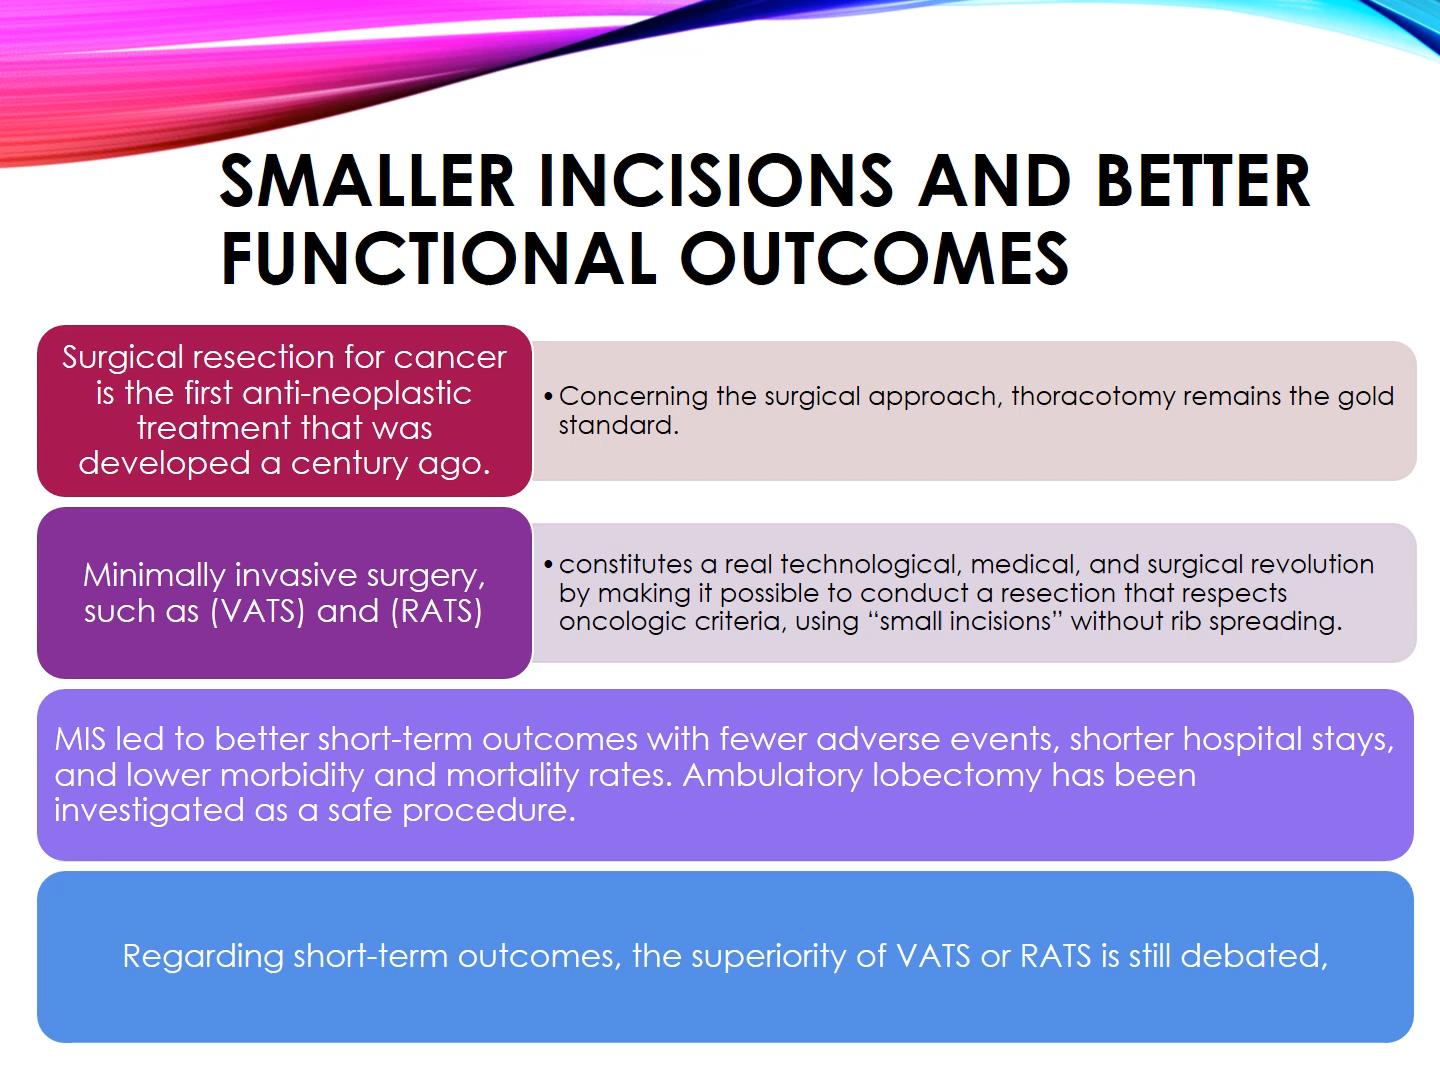 SMALLER INCISIONS AND BETTER
FUNCTIONAL OUTCOMES
Surgical resection for cancer
is the first anti-neoplastic
treatment that was
developed a century ago.
• Concerning the surgical approach, thoracotomy remains the gold
standard.
Minimally invasive surgery,
such as (VATS) and (RATS)
• constitutes a real technological, medical, and surgical revolution
by making it possible to conduct a resection that respects
oncologic criteria, using “small incisions” without rib spreading.
MIS led to better short-term outcomes with fewer adverse events, shorter hospital stays,
and lower morbidity and mortality rates. Ambulatory lobectomy has been
investigated as a safe procedure.
Regarding short-term outcomes, the superiority of VATS or RATS is still debated,